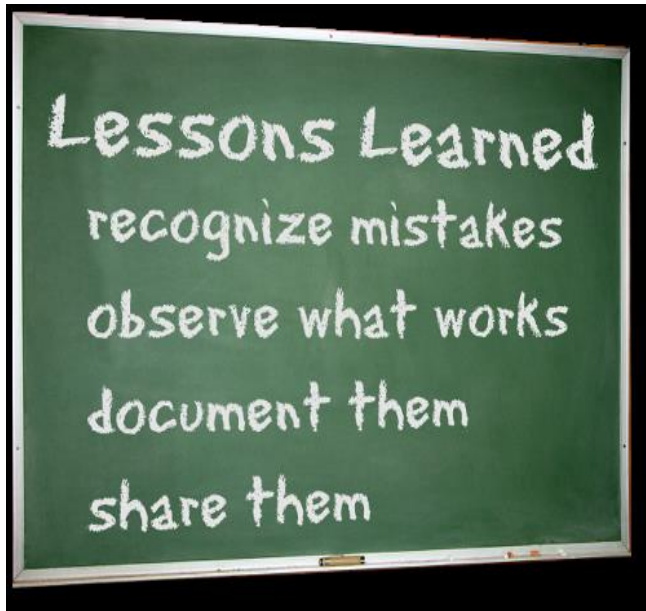 Lessons Learned
recognize mistakes
observe what works
document them
share them